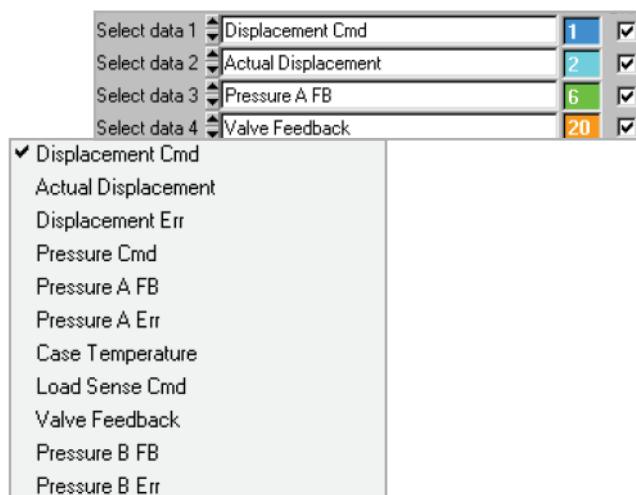 Select data 1 Displacement Cmd 1
Select data 2 Actual Displacement 2
Select data 3 Pressure A FB 6
Select data 4 Valve Feedback 20
Displacement Cmd
Actual Displacement
Displacement Err
Pressure Cmd
Pressure A FB
Pressure A Err
Case Temperature
Load Sense Cmd
Valve Feedback
Pressure B FB
Pressure B Err